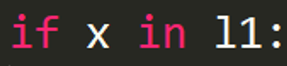 if x in l1: